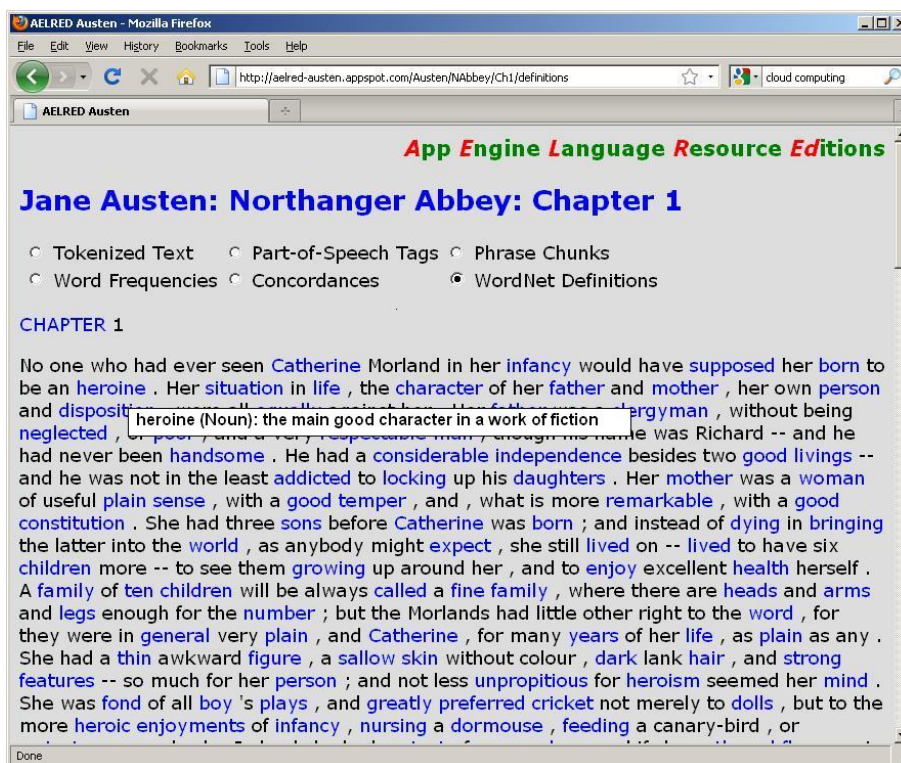 AELRED Austen - Mozilla Firefox
File Edit View History Bookmarks Tools Help
http://aelred-austen.appspot.com/Austen/NAbbey/Ch1/definitions
cloud computing
AELRED Austen
App Engine Language Resource Editions
Jane Austen: Northanger Abbey: Chapter 1
Tokenized Text Part-of-Speech Tags Phrase Chunks
Word Frequencies Concordances WordNet Definitions
CHAPTER 1
No one who had ever seen Catherine Morland in her infancy would have supposed her born to
be an heroine . Her situation in life , the character of her father and mother , her own person
and disposition
heroine (Noun): the main good character in a work of fiction
clergyman , without being
neglected , or poor , and a very respectable man , though his name was Richard -- and he
had never been handsome . He had a considerable independence besides two good livings --
and he was not in the least addicted to locking up his daughters . Her mother was a woman
of useful plain sense , with a good temper , and , what is more remarkable , with a good
constitution . She had three sons before Catherine was born ; and instead of dying in bringing
the latter into the world , as anybody might expect , she still lived on -- lived to have six
children more -- to see them growing up around her , and to enjoy excellent health herself .
A family of ten children will be always called a fine family , where there are heads and arms
and legs enough for the number ; but the Morlands had little other right to the word , for
they were in general very plain , and Catherine , for many years of her life , as plain as any .
She had a thin awkward figure , a sallow skin without colour , dark lank hair , and strong
features -- so much for her person ; and not less unpropitious for heroism seemed her mind .
She was fond of all boy 's plays , and greatly preferred cricket not merely to dolls , but to the
more heroic enjoyments of infancy , nursing a dormouse , feeding a canary-bird , or
Done